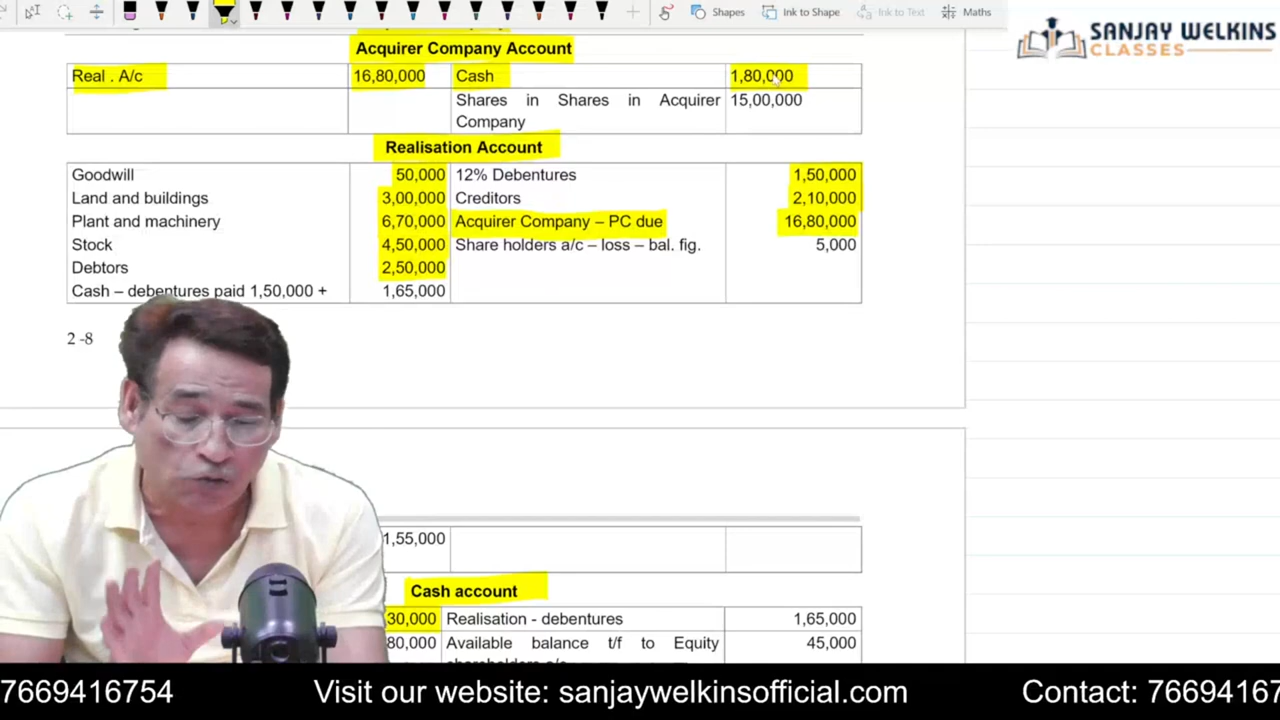 Shapes Ink to Shape Ink to Text Maths
SANJAY WELKINS
CLASSES
Acquirer Company Account
Real . A/c 16,80,000 Cash 1,80,000
Shares in Shares in Acquirer 15,00,000
Company
Realisation Account
Goodwill 50,000 12% Debentures 1,50,000
Land and buildings 3,00,000 Creditors 2,10,000
Plant and machinery 6,70,000 Acquirer Company – PC due 16,80,000
Stock 4,50,000 Share holders a/c – loss – bal. fig. 5,000
Debtors 2,50,000
Cash – debentures paid 1,50,000 + 1,65,000
2 -8
1,55,000
Cash account
30,000 Realisation - debentures 1,65,000
80,000 Available balance t/f to Equity 45,000
7669416754 Visit our website: sanjaywelkinsofficial.com Contact: 7669416